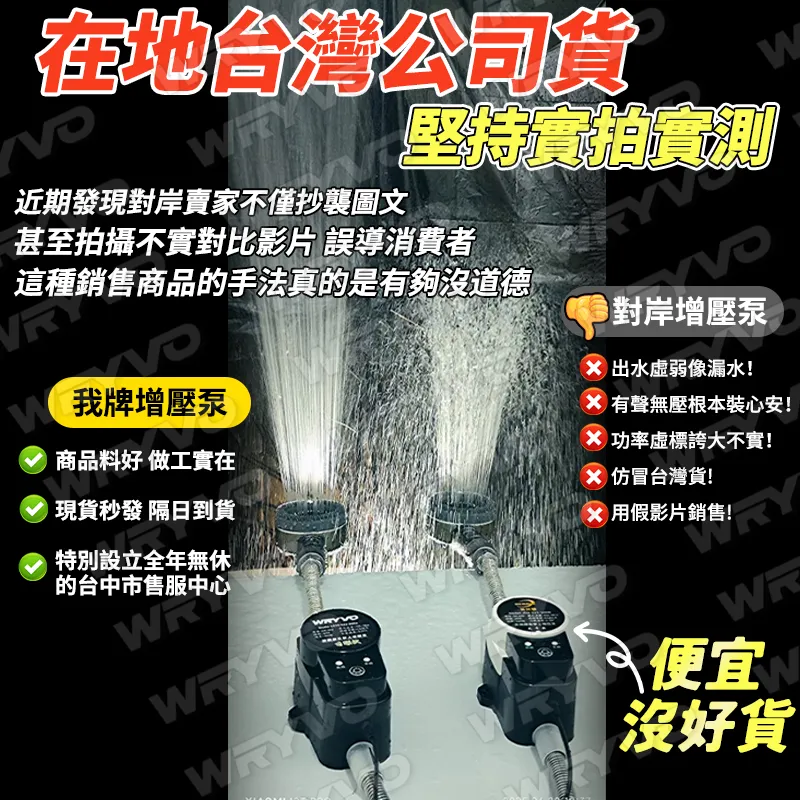 在地台灣公司貨
堅持實拍實測
近期發現對岸賣家不僅抄襲圖文
甚至拍攝不實對比影片 誤導消費者
這種銷售商品的手法真的是有夠沒道德
對岸增壓泵
出水虛弱像漏水!
有聲無壓根本裝心安!
功率虛標誇大不實!
仿冒台灣貨!
用假影片銷售!
我牌增壓泵
商品料好 做工實在
現貨秒發 隔日到貨
特別設立全年無休
的台中市售服中心
WRYVO
便宜
沒好貨